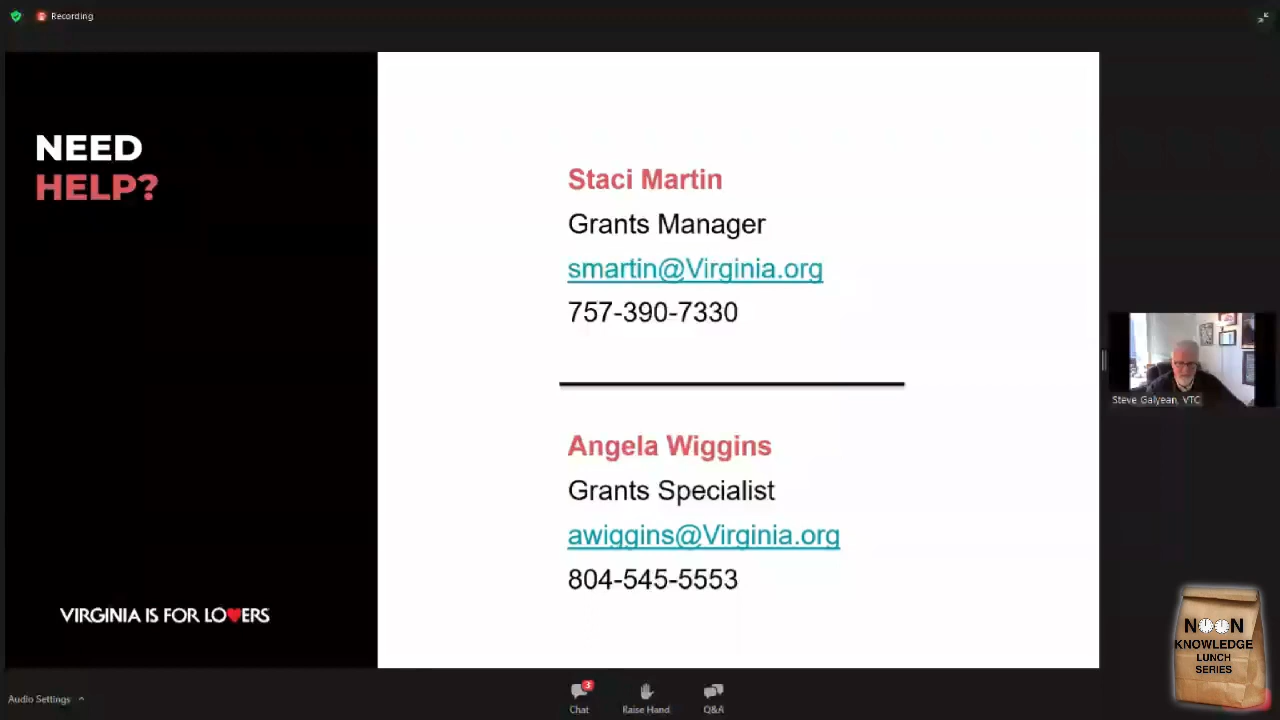 Recording
NEED
HELP?
Staci Martin
Grants Manager
smartin@Virginia.org
757-390-7330
Angela Wiggins
Grants Specialist
awiggins@Virginia.org
804-545-5553
VIRGINIA IS FOR LO♥ERS
Steve Galyean, VTC
NOON
KNOWLEDGE
LUNCH
SERIES
Audio Settings
3
Chat
Raise Hand
Q&A